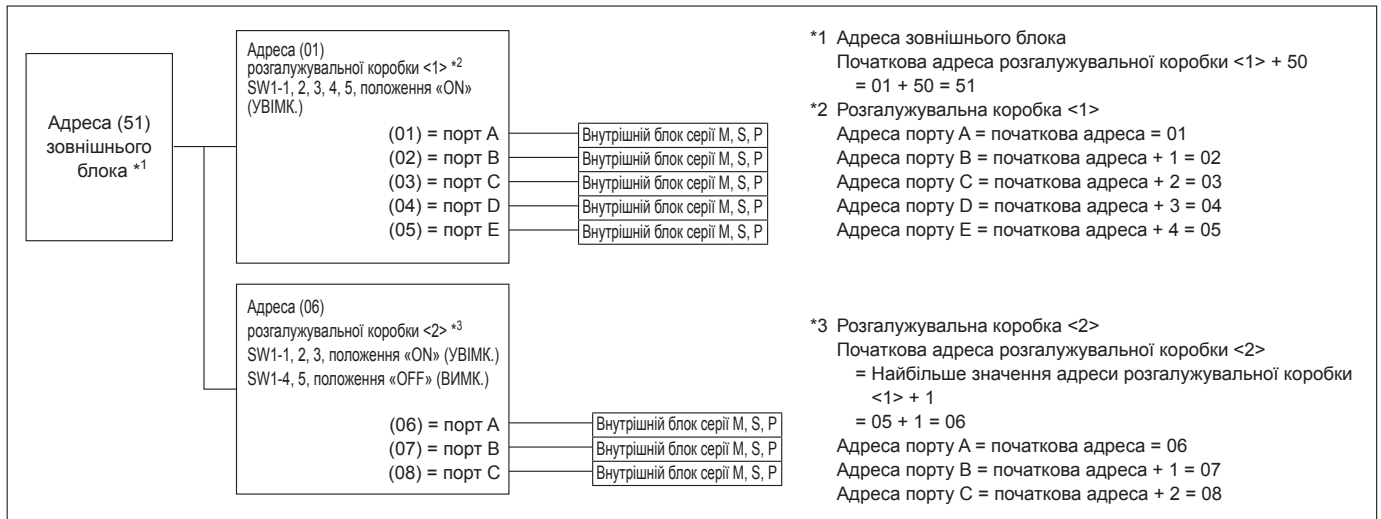 Адреса (51)
зовнішнього
блока *1
Адреса (01)
розгалужувальної коробки <1> *2
SW1-1, 2, 3, 4, 5, положення «ON»
(УВІМК.)
(01) = порт A
(02) = порт B
(03) = порт C
(04) = порт D
(05) = порт E
Внутрішній блок серії M, S, P
Внутрішній блок серії M, S, P
Внутрішній блок серії M, S, P
Внутрішній блок серії M, S, P
Внутрішній блок серії M, S, P
Адреса (06)
розгалужувальної коробки <2> *3
SW1-1, 2, 3, положення «ON» (УВІМК.)
SW1-4, 5, положення «OFF» (ВИМК.)
(06) = порт A
(07) = порт B
(08) = порт C
Внутрішній блок серії M, S, P
Внутрішній блок серії M, S, P
Внутрішній блок серії M, S, P
*1 Адреса зовнішнього блока
Початкова адреса розгалужувальної коробки <1> + 50
= 01 + 50 = 51
*2 Розгалужувальна коробка <1>
Адреса порту A = початкова адреса = 01
Адреса порту B = початкова адреса + 1 = 02
Адреса порту C = початкова адреса + 2 = 03
Адреса порту D = початкова адреса + 3 = 04
Адреса порту E = початкова адреса + 4 = 05
*3 Розгалужувальна коробка <2>
Початкова адреса розгалужувальної коробки <2>
= Найбільше значення адреси розгалужувальної коробки
<1> + 1
= 05 + 1 = 06
Адреса порту A = початкова адреса = 06
Адреса порту B = початкова адреса + 1 = 07
Адреса порту C = початкова адреса + 2 = 08